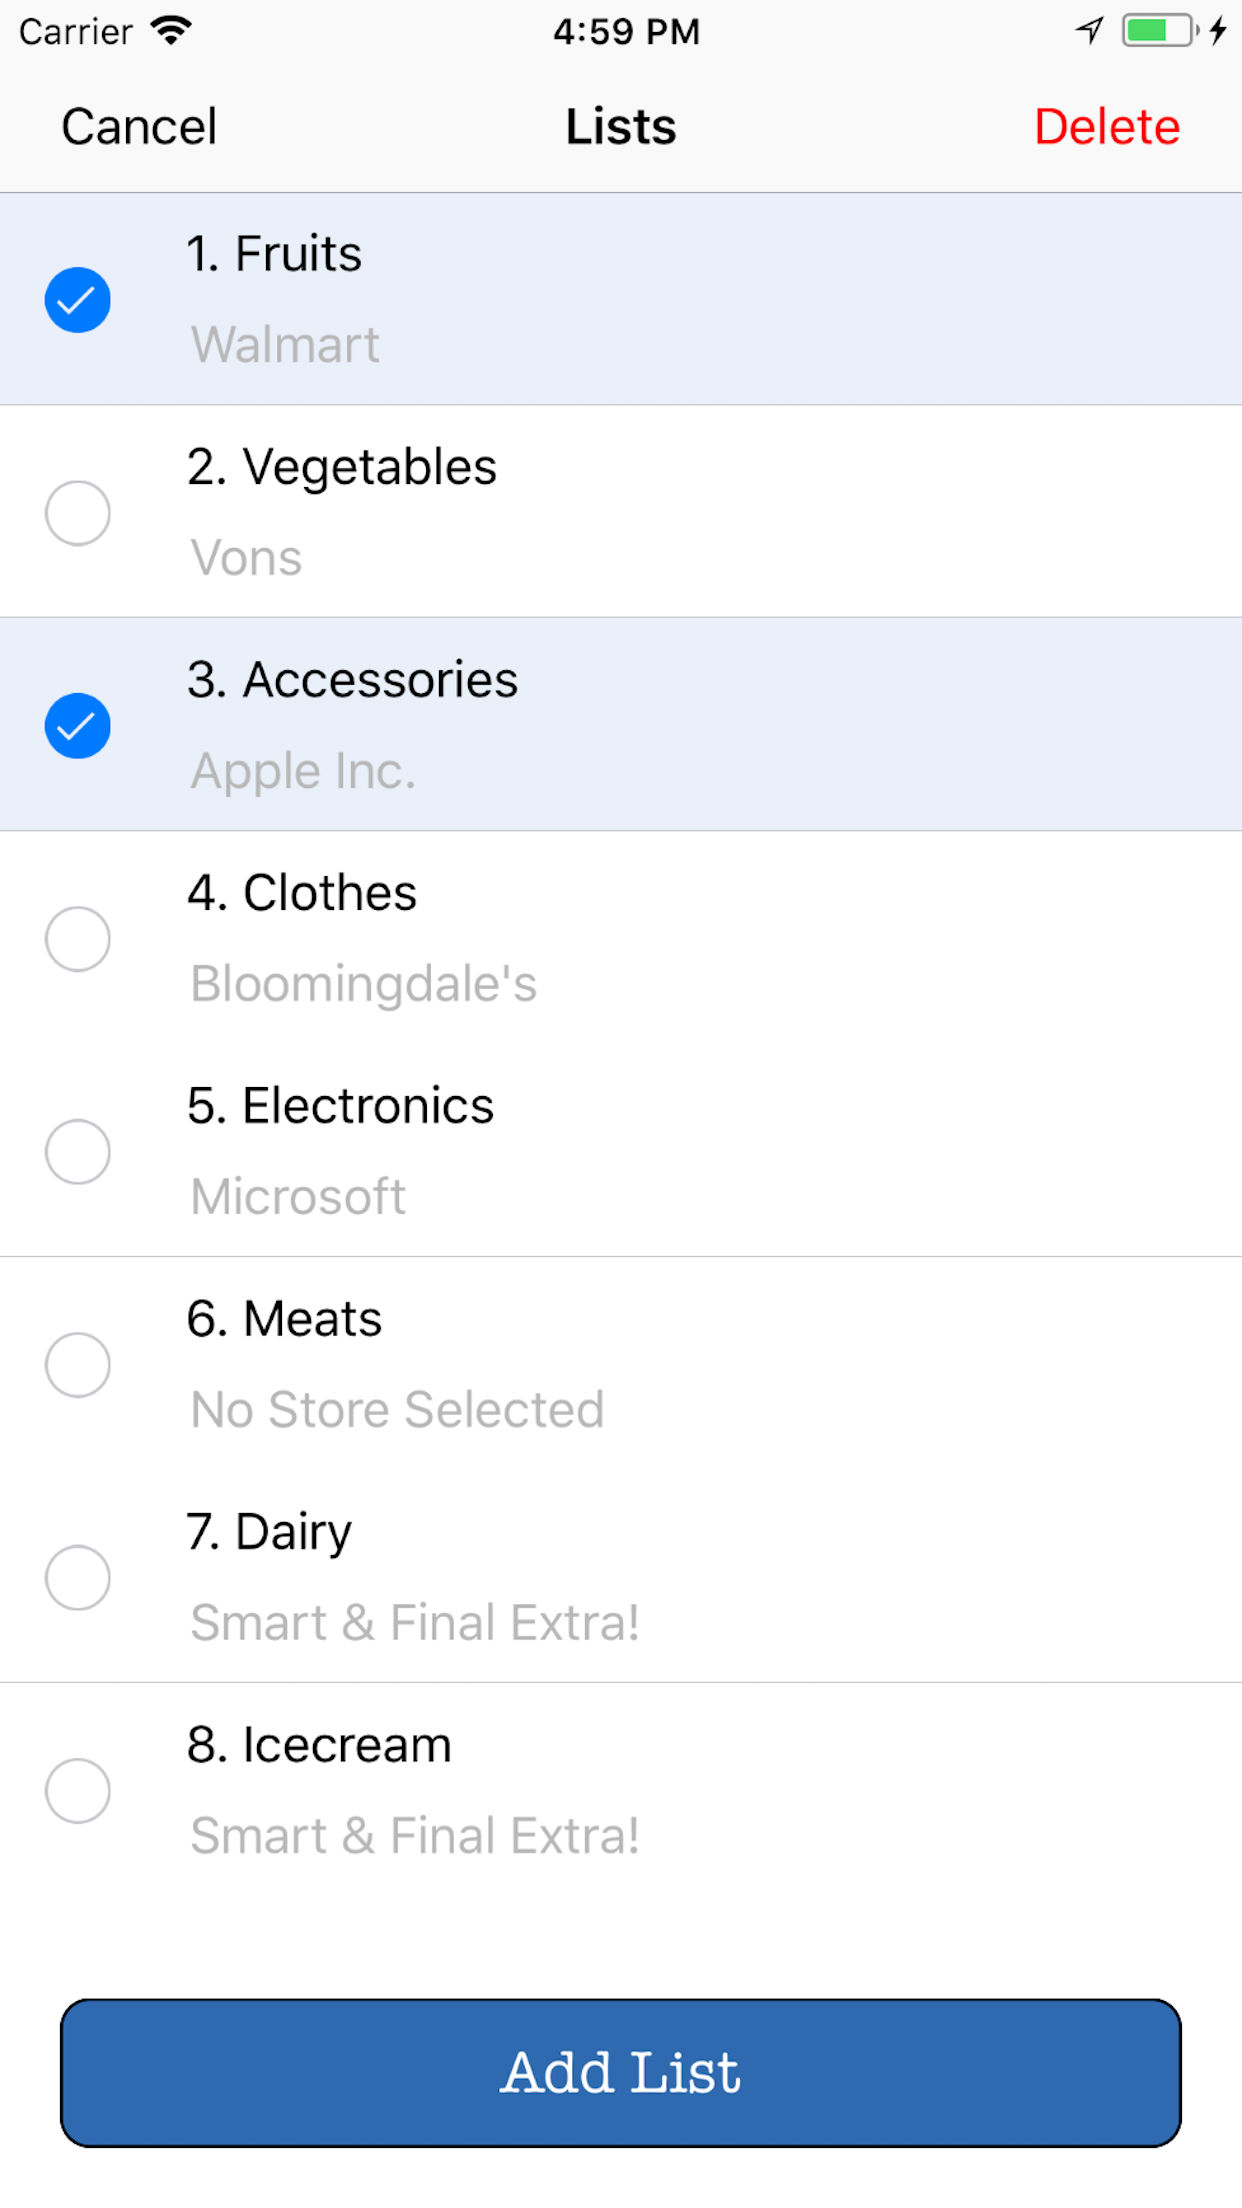 Carrier 4:59 PM
Cancel Lists Delete
1. Fruits
Walmart
2. Vegetables
Vons
3. Accessories
Apple Inc.
4. Clothes
Bloomingdale's
5. Electronics
Microsoft
6. Meats
No Store Selected
7. Dairy
Smart & Final Extra!
8. Icecream
Smart & Final Extra!
Add List